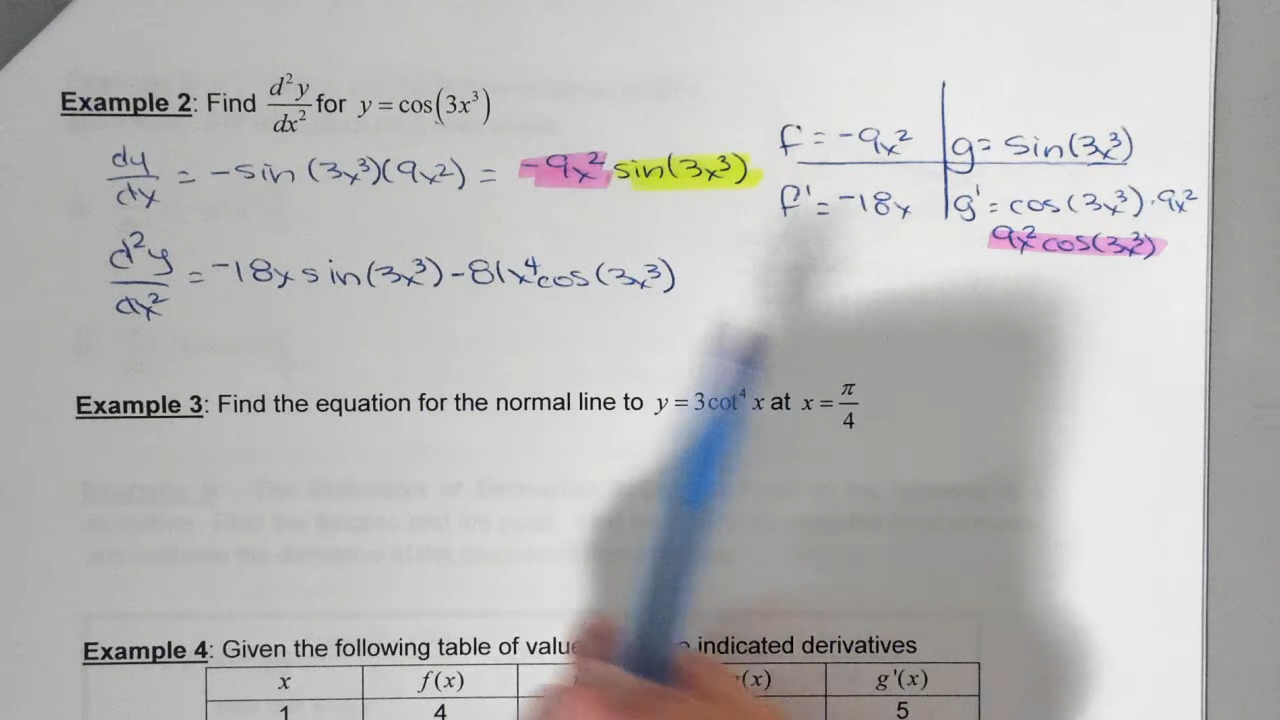 Example 2: Find d²y/dx² for y = cos(3x³)
dy/dx = -sin(3x³)(9x²) = -9x² sin(3x³)
f = -9x² g = sin(3x³)
f' = -18x g' = cos(3x³)·9x²
9x² cos(3x³)
d²y/dx² = -18x sin(3x³) - 81x⁴cos(3x³)
Example 3: Find the equation for the normal line to y = 3cot⁴ x at x = π/4
Example 4: Given the following table of indicated derivatives
x f(x) (x) g'(x)
1 4 5